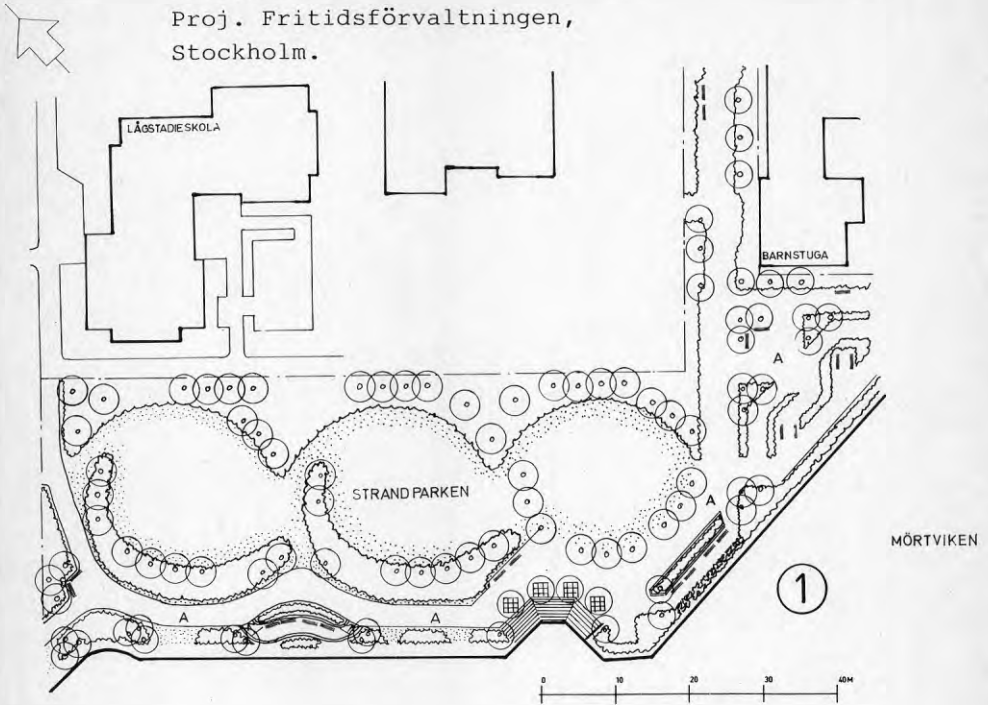 Proj. Fritidsförvaltningen,
Stockholm.
LÅGSTADIESKOLA
BARNSTUGA
A
STRANDPARKEN
A
MÖRTVIKEN
1
A
A
0 10 20 30 40M